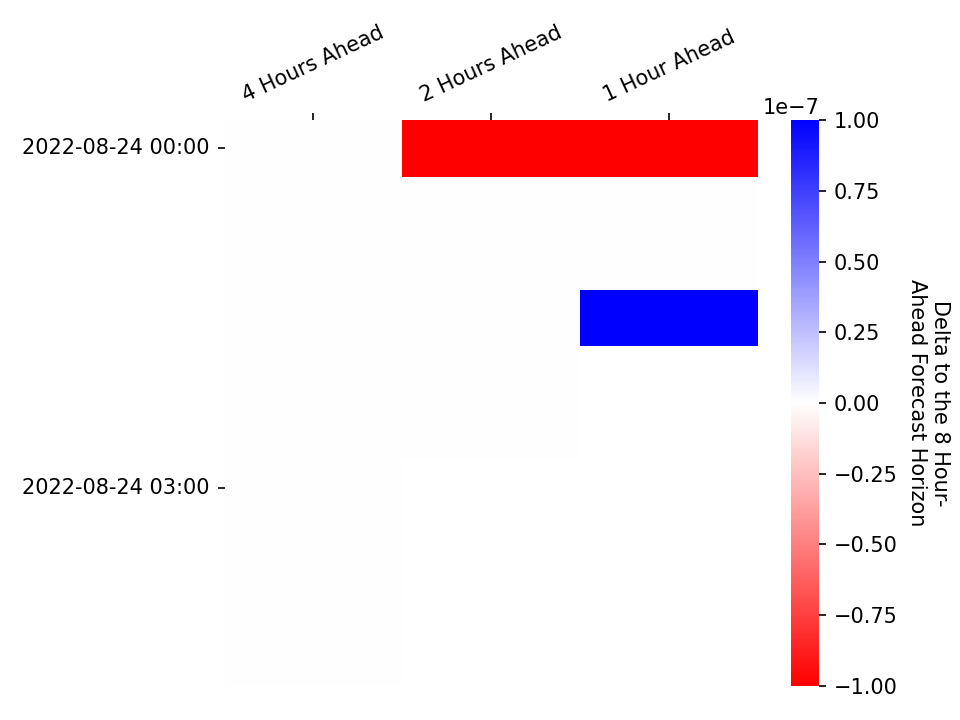 4 Hours Ahead
2 Hours Ahead
1 Hour Ahead
2022-08-24 00:00
2022-08-24 03:00
1e−7
1.00
0.75
0.50
0.25
0.00
−0.25
−0.50
−0.75
−1.00
Delta to the 8 Hour-
Ahead Forecast Horizon